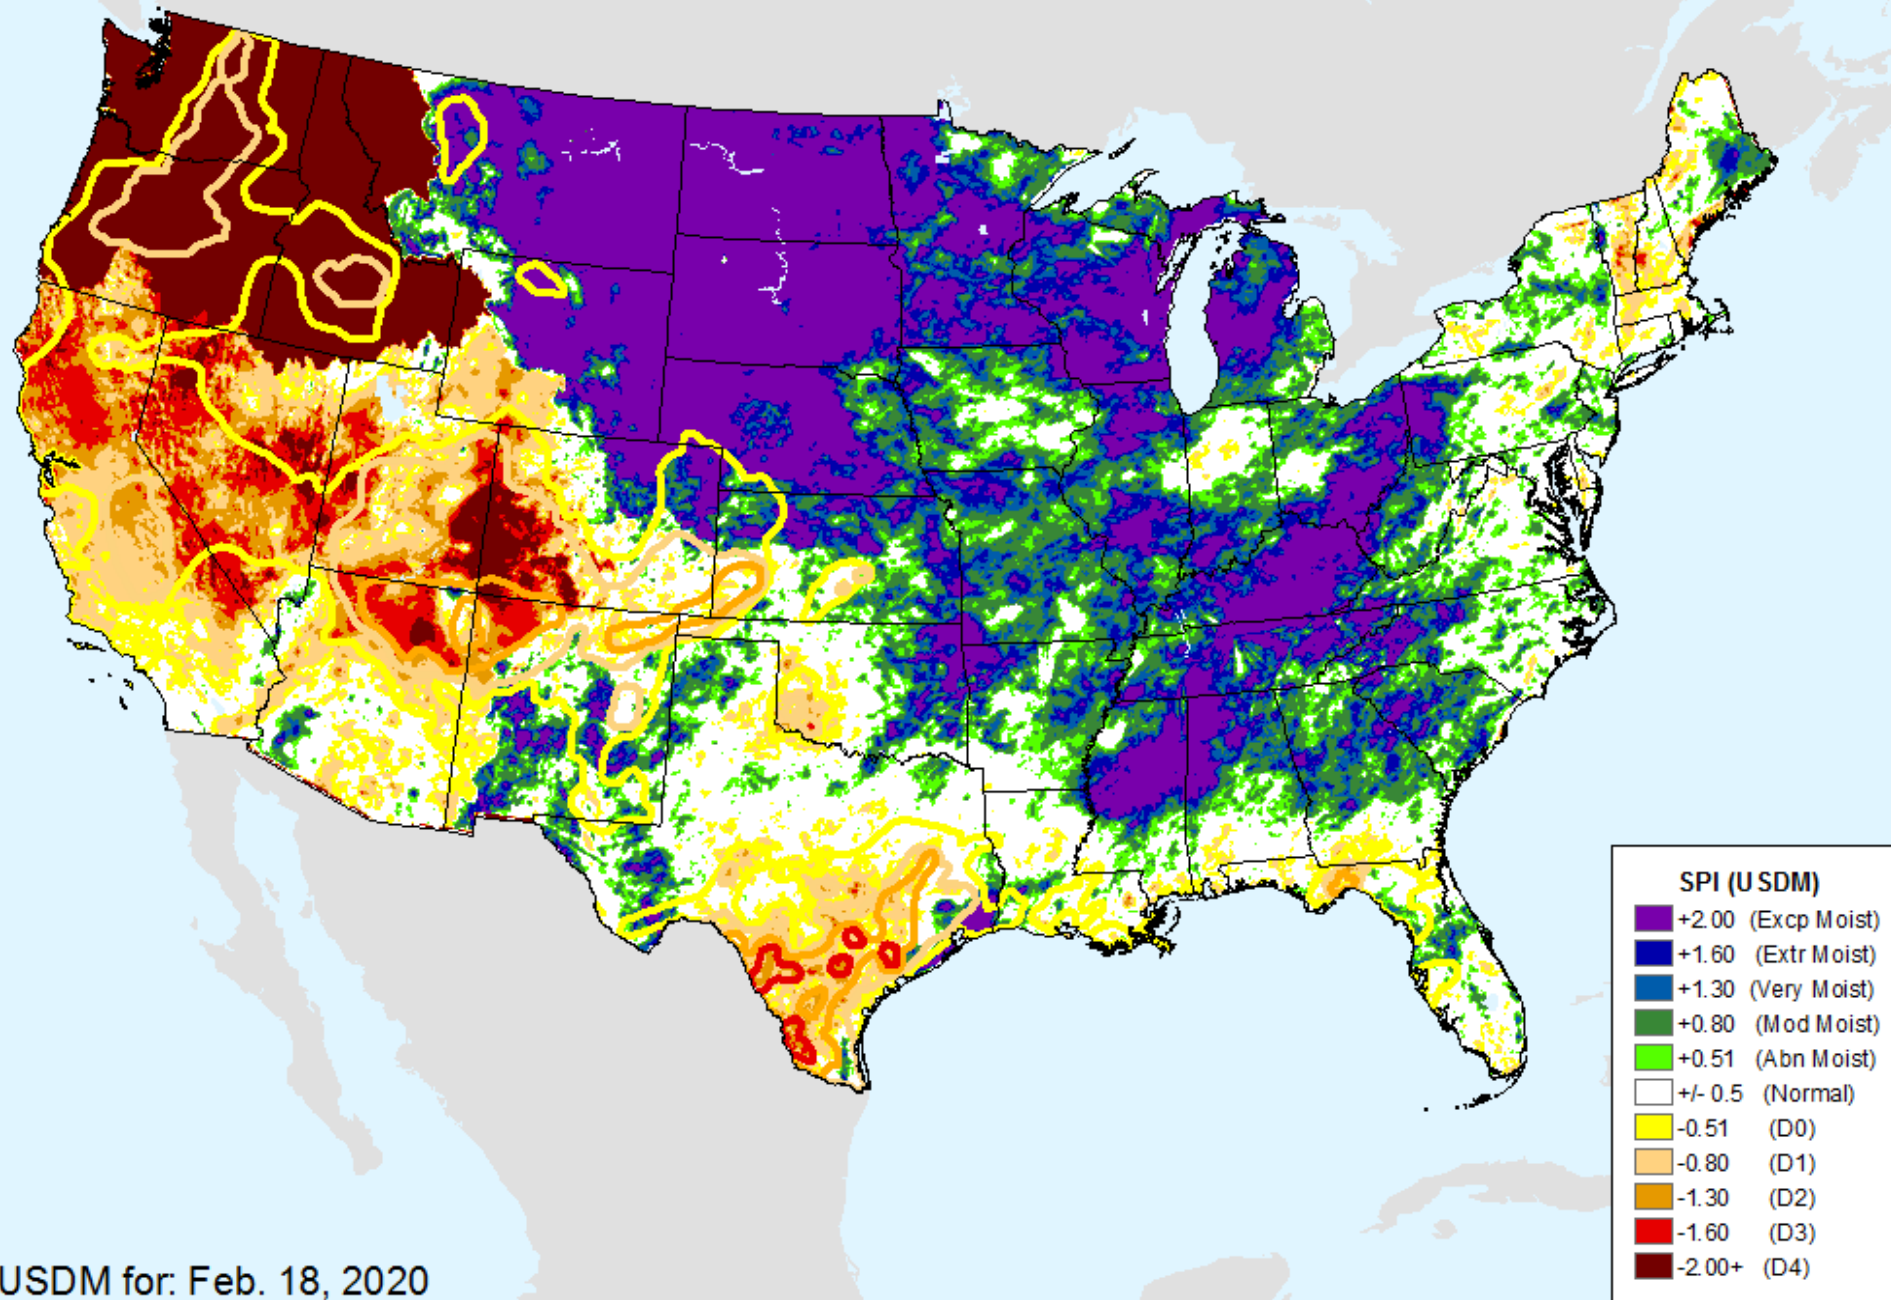 SPI (USDM)
+2.00 (Excp Moist)
+1.60 (Extr Moist)
+1.30 (Very Moist)
+0.80 (Mod Moist)
+0.51 (Abn Moist)
+/- 0.5 (Normal)
-0.51 (D0)
-0.80 (D1)
-1.30 (D2)
-1.60 (D3)
-2.00+ (D4)
USDM for: Feb. 18, 2020